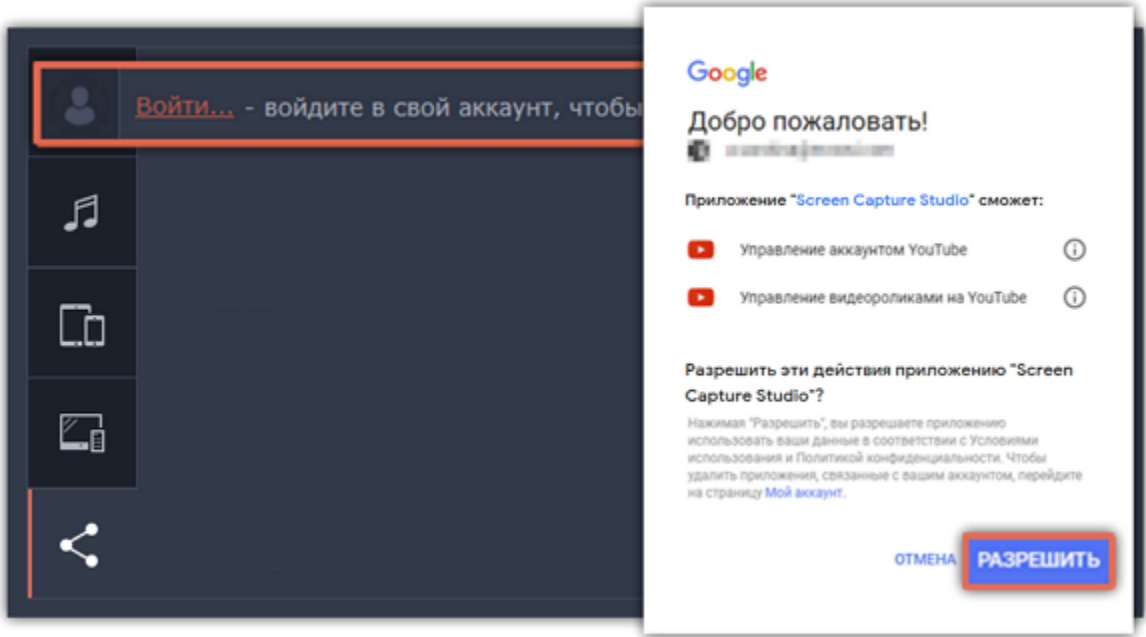 Войти... - войдите в свой аккаунт, чтобы
Google
Добро пожаловать!
Приложение "Screen Capture Studio" сможет:
Управление аккаунтом YouTube
Управление видеороликами на YouTube
Разрешить эти действия приложению "Screen
Capture Studio"?
Нажимая "Разрешить", вы разрешаете приложению
использовать ваши данные в соответствии с Условиями
использования и Политикой конфиденциальности. Чтобы
удалить приложения, связанные с вашим аккаунтом, перейдите
на страницу Мой аккаунт.
ОТМЕНА РАЗРЕШИТЬ